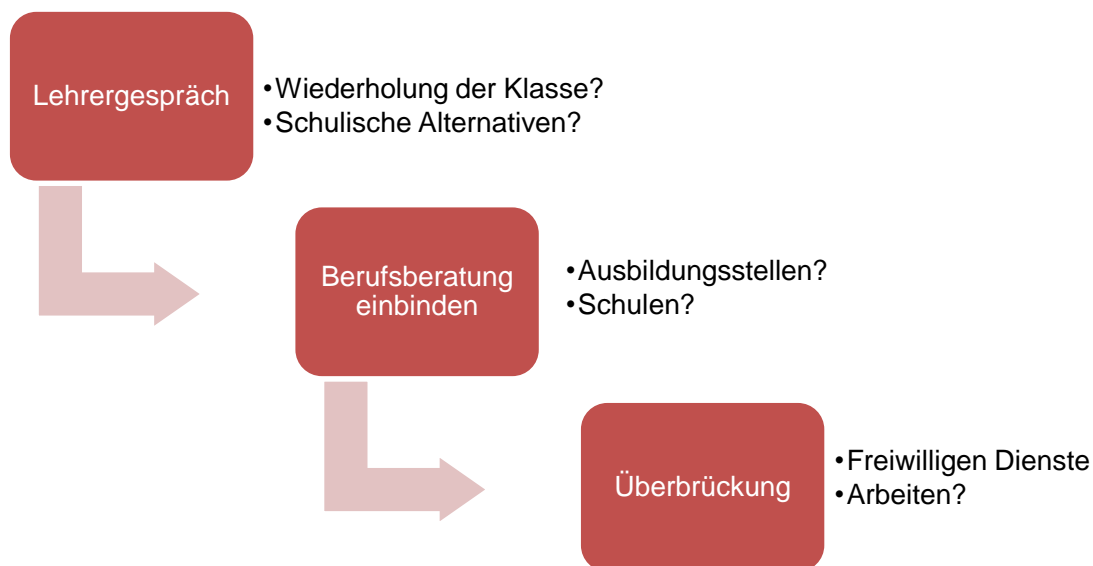 Lehrergespräch
•Wiederholung der Klasse?
•Schulische Alternativen?
Berufsberatung
einbinden
•Ausbildungsstellen?
•Schulen?
Überbrückung
•Freiwilligen Dienste
•Arbeiten?